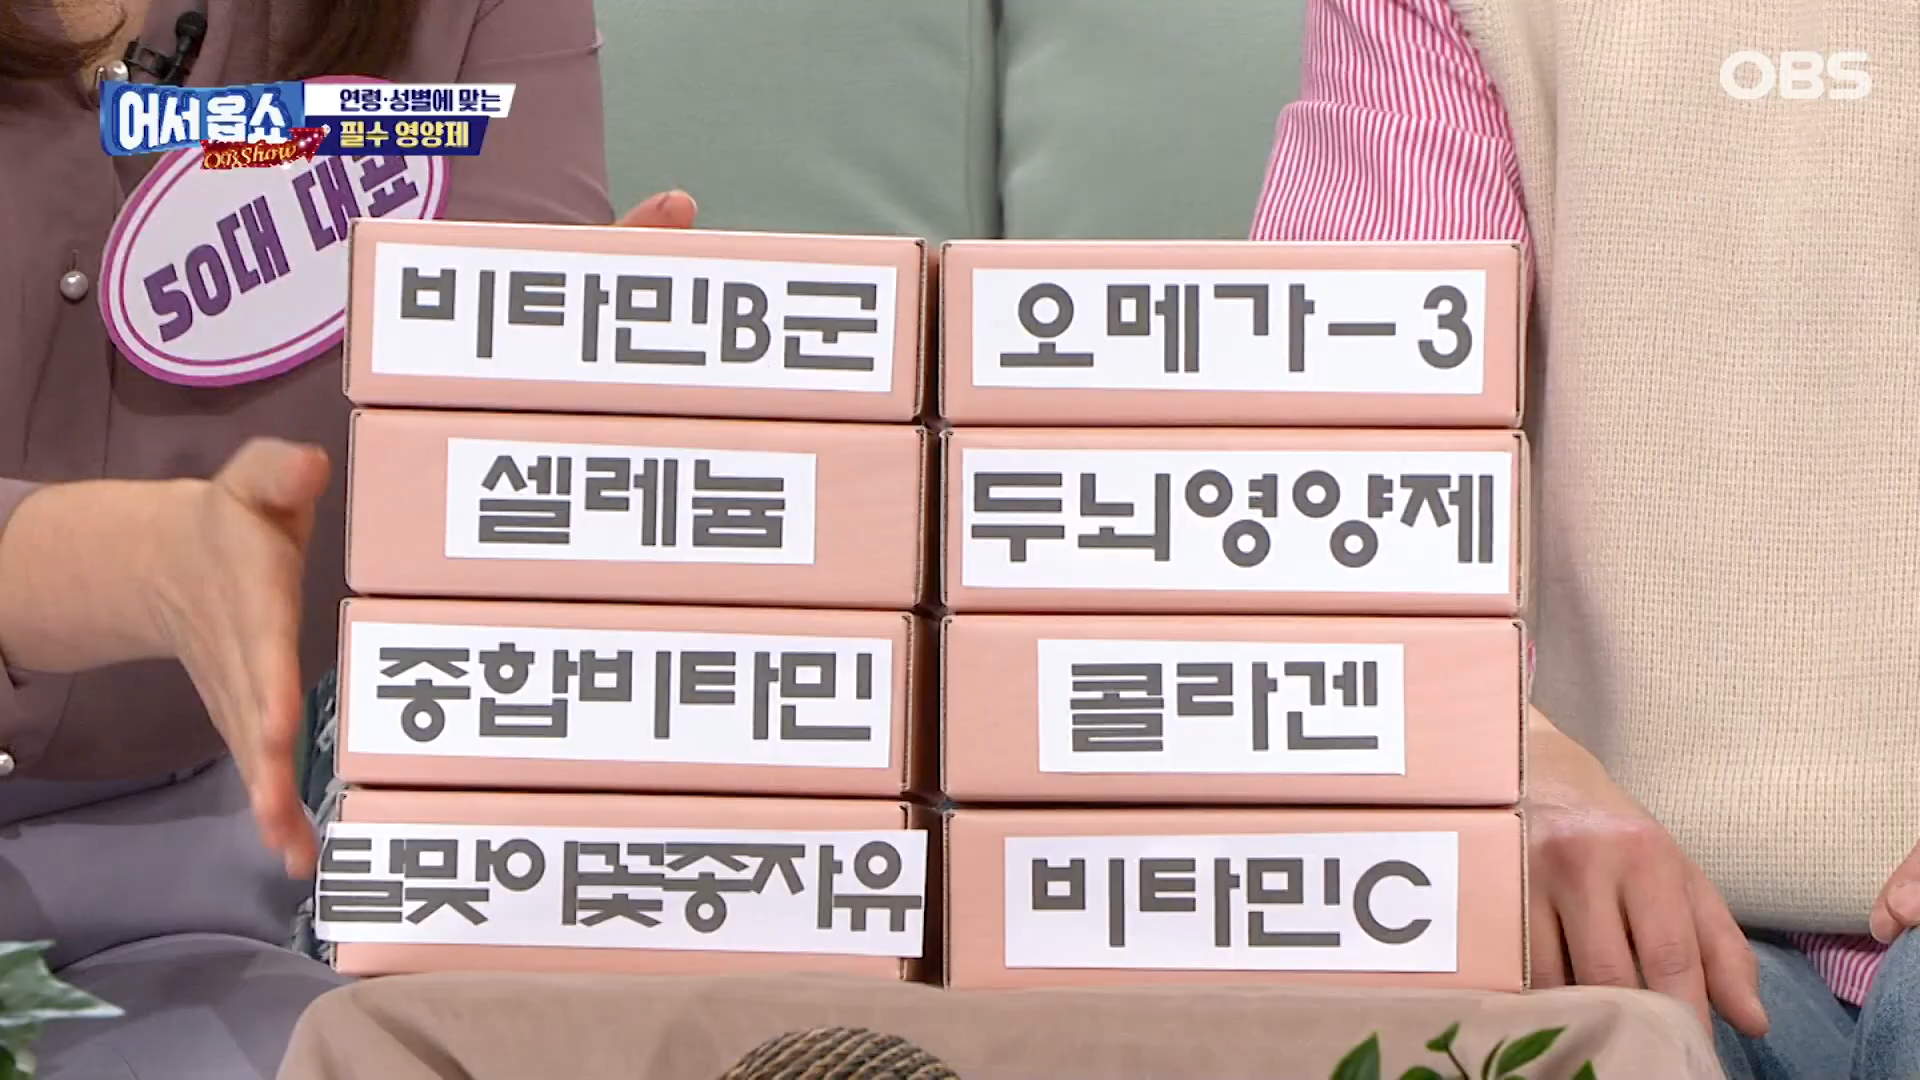 어서옵쇼
OBShow
연령·성별에 맞는
필수 영양제
OBS
50대 대표
비타민B군
오메가-3
셀레늄
두뇌영양제
종합비타민
콜라겐
달맞이꽃종자유
비타민C